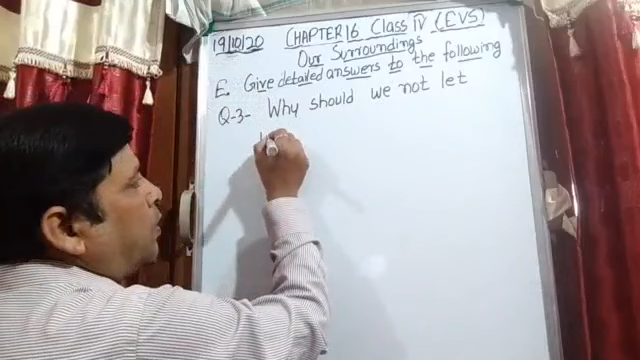 19/10/20 CHAPTER 16 Class IV (EVS)
Our Surroundings
E. Give detailed answers to the following
Q-3- Why should we not let